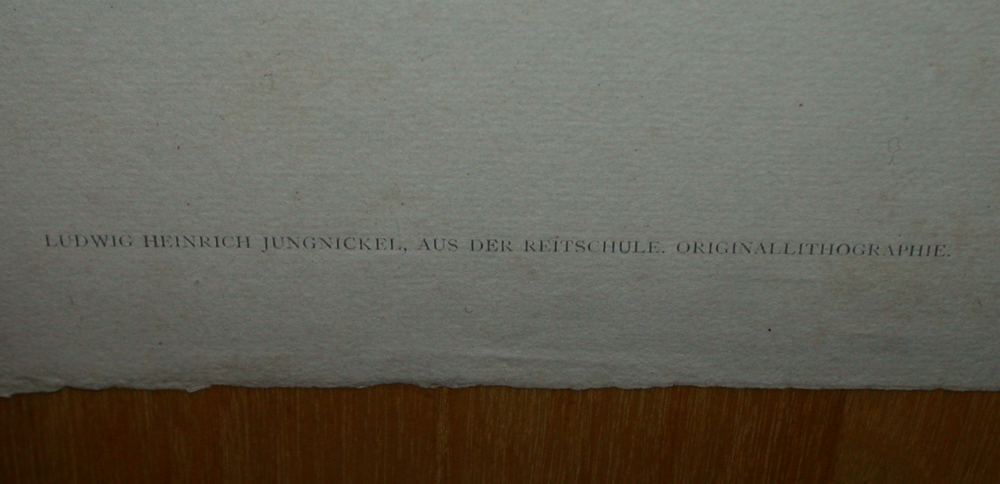 LUDWIG HEINRICH JUNGNICKEL, AUS DER REITSCHULE. ORIGINALLITHOGRAPHIE.